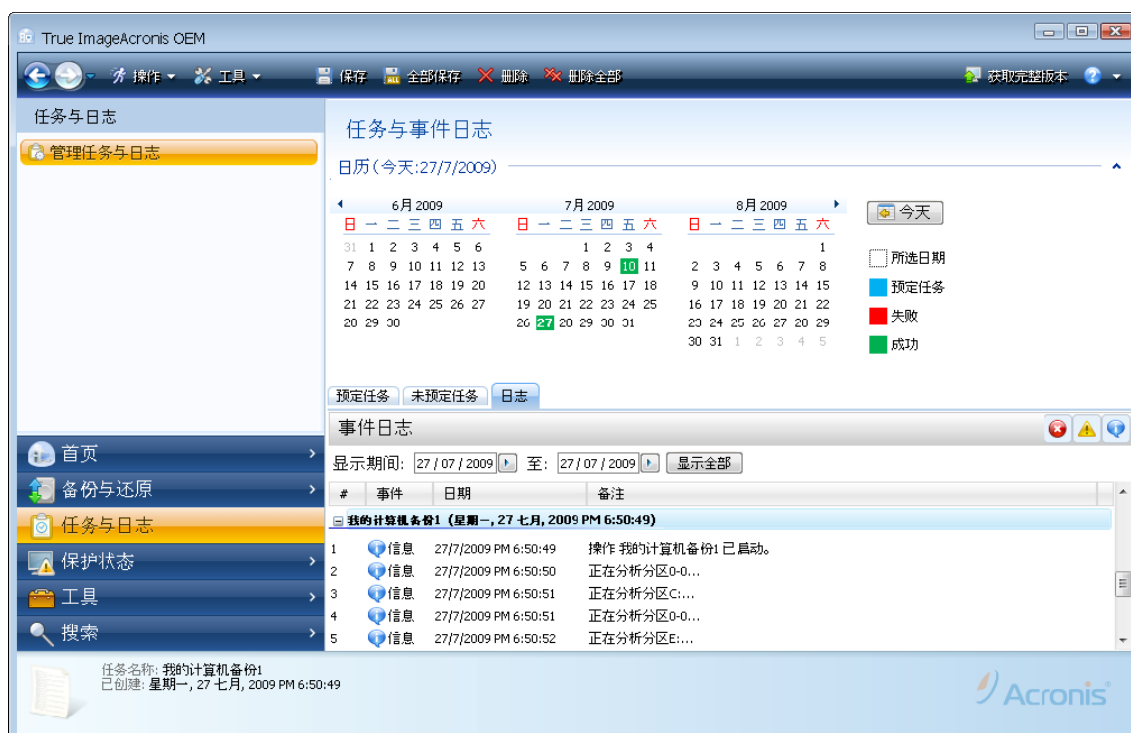 True ImageAcronis OEM
操作 工具 保存 全部保存 删除 删除全部 获取完整版本
任务与日志
管理任务与日志
任务与事件日志
日历(今天:27/7/2009)
6月 2009 7月 2009 8月 2009
日 一 二 三 四 五 六 日 一 二 三 四 五 六 日 一 二 三 四 五 六
31 1 2 3 4 5 6 1 2 3 4 1
7 8 9 10 11 12 13 5 6 7 8 9 10 11 2 3 4 5 6 7 8
14 15 16 17 18 19 20 12 13 14 15 16 17 18 9 10 11 12 13 14 15
21 22 23 24 25 26 27 19 20 21 22 23 24 25 16 17 18 19 20 21 22
28 29 30 26 27 28 29 30 31 23 24 25 26 27 28 29
30 31 1 2 3 4 5
今天
所选日期
预定任务
失败
成功
预定任务 未预定任务 日志
事件日志
显示期间: 27 / 07 / 2009 至: 27 / 07 / 2009 显示全部
# 事件 日期 备注
我的计算机备份1 (星期一, 27 七月, 2009 PM 6:50:49)
1 信息 27/7/2009 PM 6:50:49 操作 我的计算机备份1 已启动。
2 信息 27/7/2009 PM 6:50:50 正在分析分区0-0...
3 信息 27/7/2009 PM 6:50:51 正在分析分区C:...
4 信息 27/7/2009 PM 6:50:51 正在分析分区0-0...
5 信息 27/7/2009 PM 6:50:52 正在分析分区E:...
首页
备份与还原
任务与日志
保护状态
工具
搜索
任务名称: 我的计算机备份1
已创建: 星期一, 27 七月, 2009 PM 6:50:49
Acronis